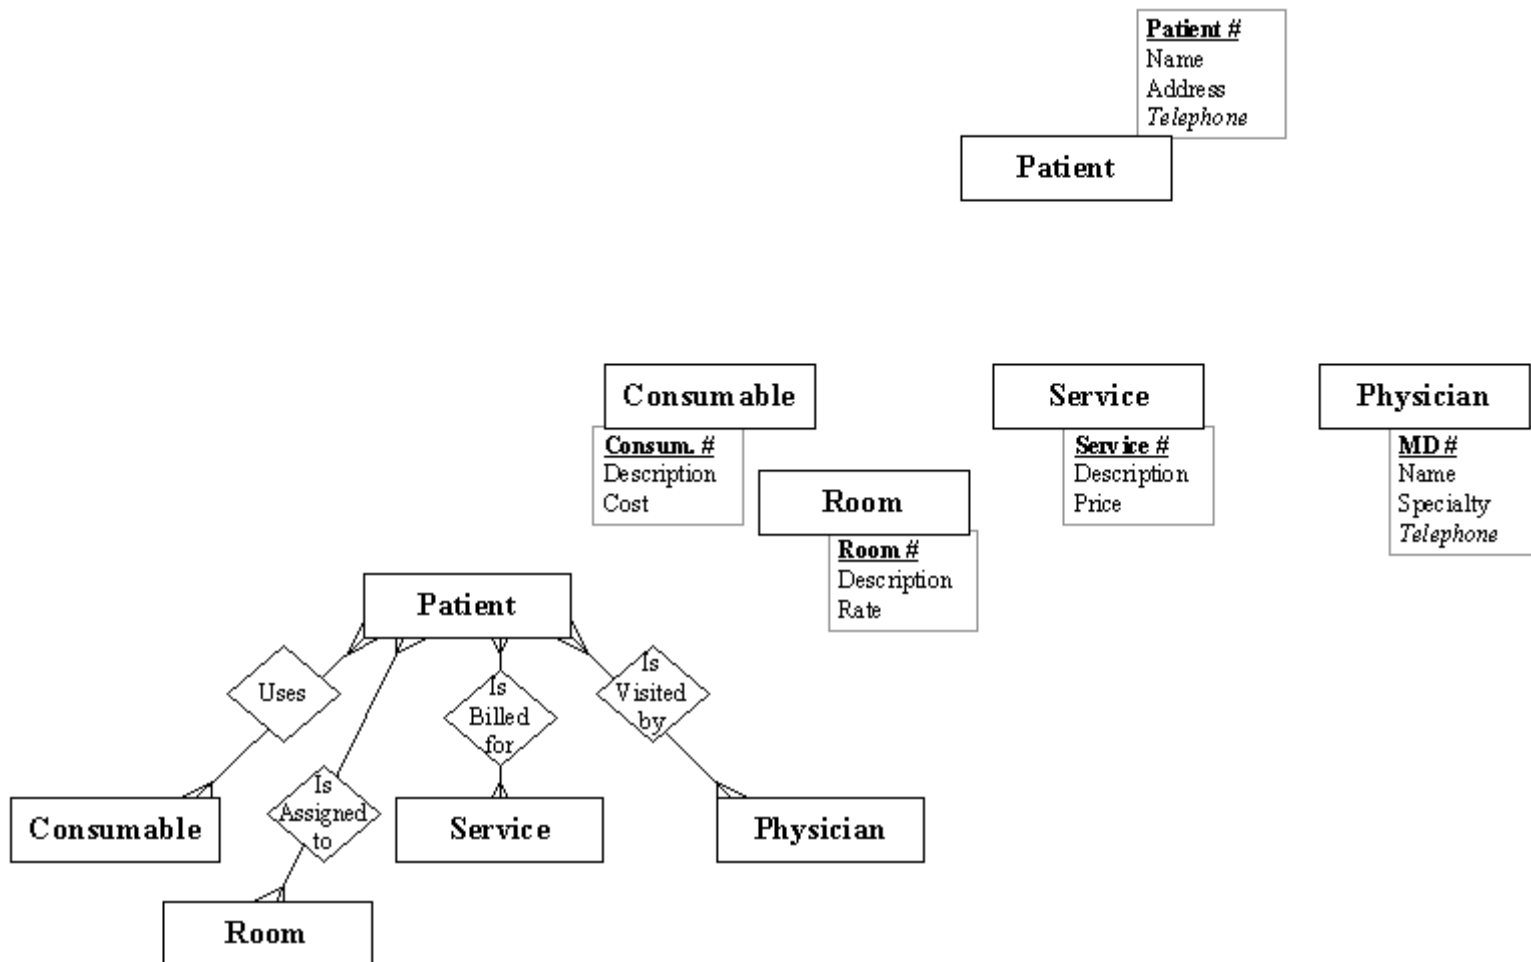 Patient #
Name
Address
Telephone
Patient
Consumable
Consum. #
Description
Cost
Room
Room #
Description
Rate
Service
Service #
Description
Price
Physician
MD #
Name
Specialty
Telephone
Patient
Uses
Is
Assigned
to
Is
Billed
for
Is
Visited
by
Consumable
Service
Physician
Room